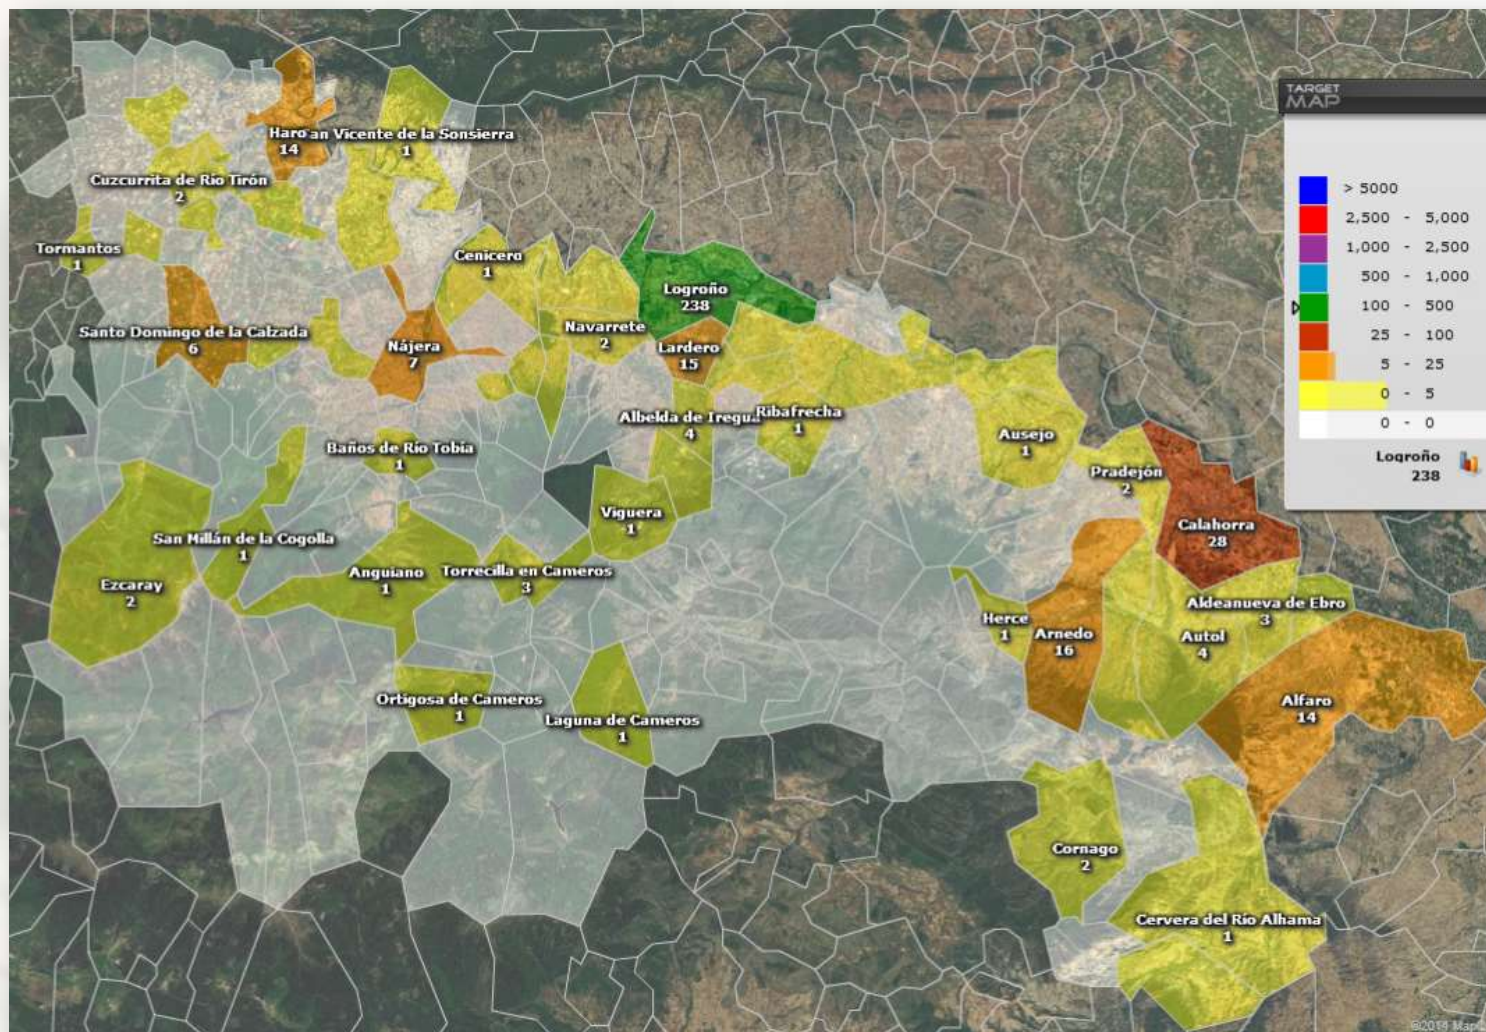 TARGET
MAP
> 5000
2,500 - 5,000
1,000 - 2,500
500 - 1,000
100 - 500
25 - 100
5 - 25
0 - 5
0 - 0
Logroño
238
Haro
14
an Vicente de la Sonsierra
1
Cuzcurrita de Río Tirón
2
Tormantos
1
Cenicero
1
Logroño
238
Santo Domingo de la Calzada
6
Nájera
7
Navarrete
2
Lardero
15
Albelda de Iregua
4
Ribafrecha
1
Ausejo
1
Baños de Río Tobía
1
Pradejón
2
Viguera
1
Calahorra
28
San Millán de la Cogolla
1
Ezcaray
2
Anguiano
1
Torrecilla en Cameros
3
Herce
1
Arnedo
16
Aldeanueva de Ebro
3
Autol
4
Ortigosa de Cameros
1
Laguna de Cameros
1
Alfaro
14
Cornago
2
Cervera del Río Alhama
1
©2014